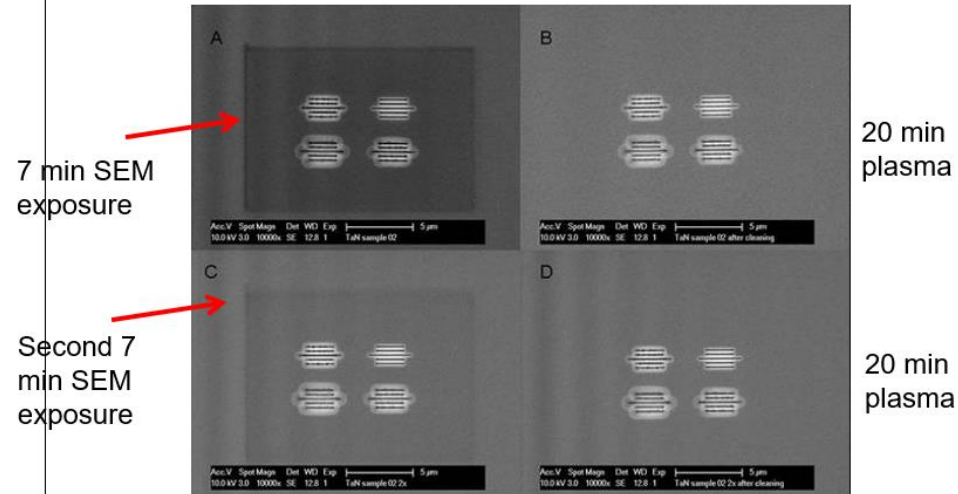 A
B
7 min SEM
exposure
20 min
plasma
Acc.V Spot Magn Det WD Exp 5 µm
10.0 kV 3.0 10000x SE 12.8 1 TaN sample 02
Acc.V Spot Magn Det WD Exp 5 µm
10.0 kV 3.0 10000x SE 12.8 1 TaN sample 02 after cleaning
C
D
Second 7
min SEM
exposure
20 min
plasma
Acc.V Spot Magn Det WD Exp 5 µm
10.0 kV 3.0 10000x SE 12.8 1 TaN sample 02 2x
Acc.V Spot Magn Det WD Exp 5 µm
10.0 kV 3.0 10000x SE 12.8 1 TaN sample 02 2x after cleaning